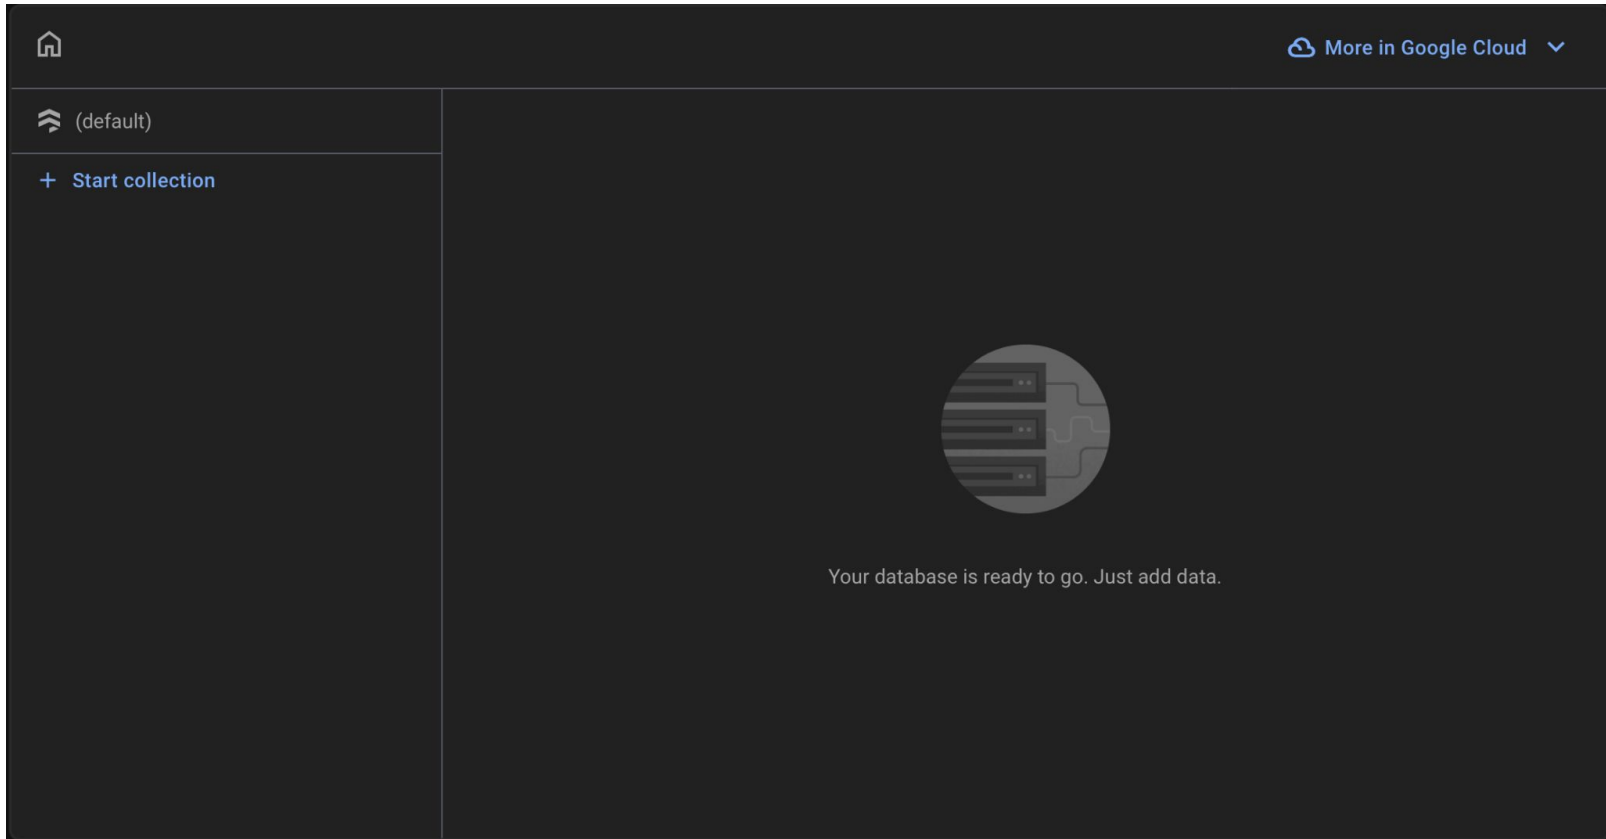 More in Google Cloud
(default)
+ Start collection
Your database is ready to go. Just add data.